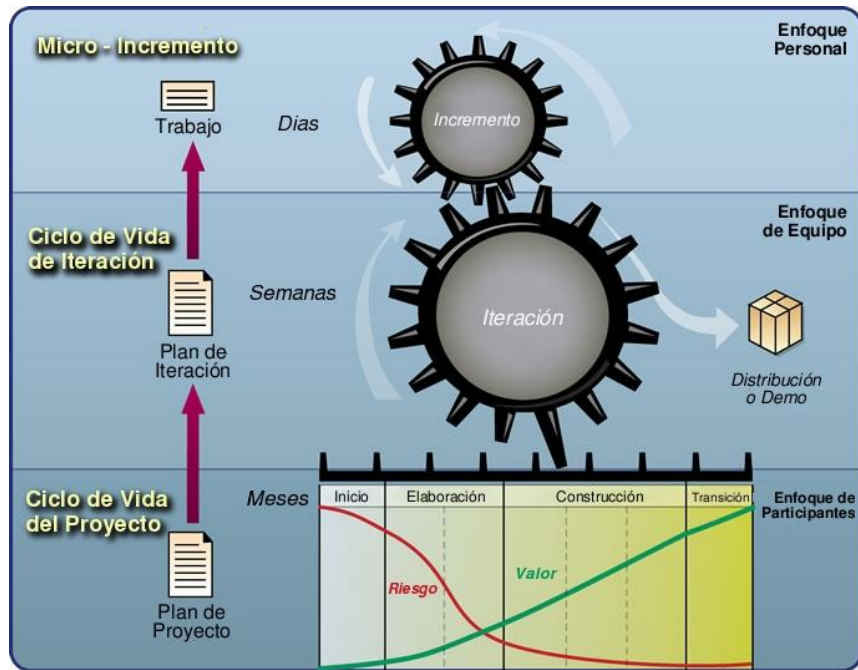 Micro - Incremento
Enfoque
Personal
Trabajo
Dias
Incremento
Ciclo de Vida
de Iteración
Enfoque
de Equipo
Semanas
Iteración
Plan de
Iteración
Distribución
o Demo
Ciclo de Vida
del Proyecto
Meses
Inicio
Elaboración
Construcción
Transición
Enfoque de
Participantes
Riesgo
Valor
Plan de
Proyecto